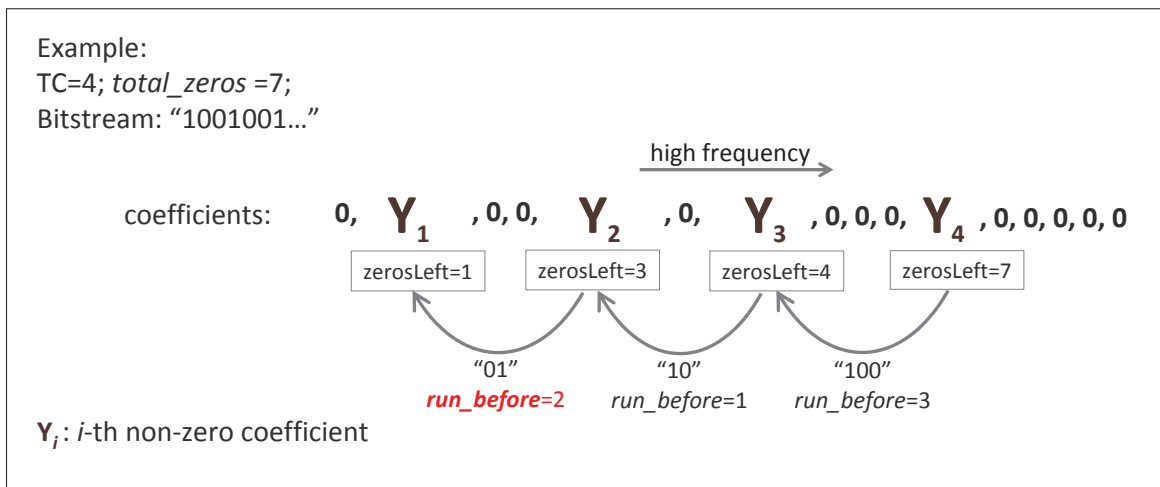 Example:
TC=4; total_zeros =7;
Bitstream: “1001001…”
high frequency
coefficients: 0, Y1 , 0, 0, Y2 , 0, Y3 , 0, 0, 0, Y4 , 0, 0, 0, 0, 0
zerosLeft=1 zerosLeft=3 zerosLeft=4 zerosLeft=7
“01” “10” “100”
run_before=2 run_before=1 run_before=3
Yi : i-th non-zero coefficient